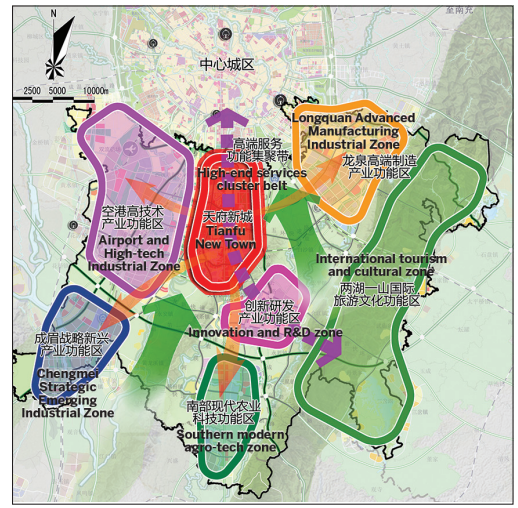 至南充
N
2500 5000 10000m
中心城区
高端服务
功能集聚带
High-end services
cluster belt
Longquan Advanced
Manufacturing
Industrial Zone
龙泉高端制造
产业功能区
空港高技术
产业功能区
Airport and
High-tech
Industrial Zone
天府新城
Tianfu
New Town
International tourism
and cultural zone
两湖一山国际
旅游文化功能区
创新研发
产业功能区
Innovation and R&D zone
成眉战略新兴
产业功能区
Chengmei
Strategic
Emerging
Industrial Zone
南部现代农业
科技功能区
Southern modern
agro-tech zone